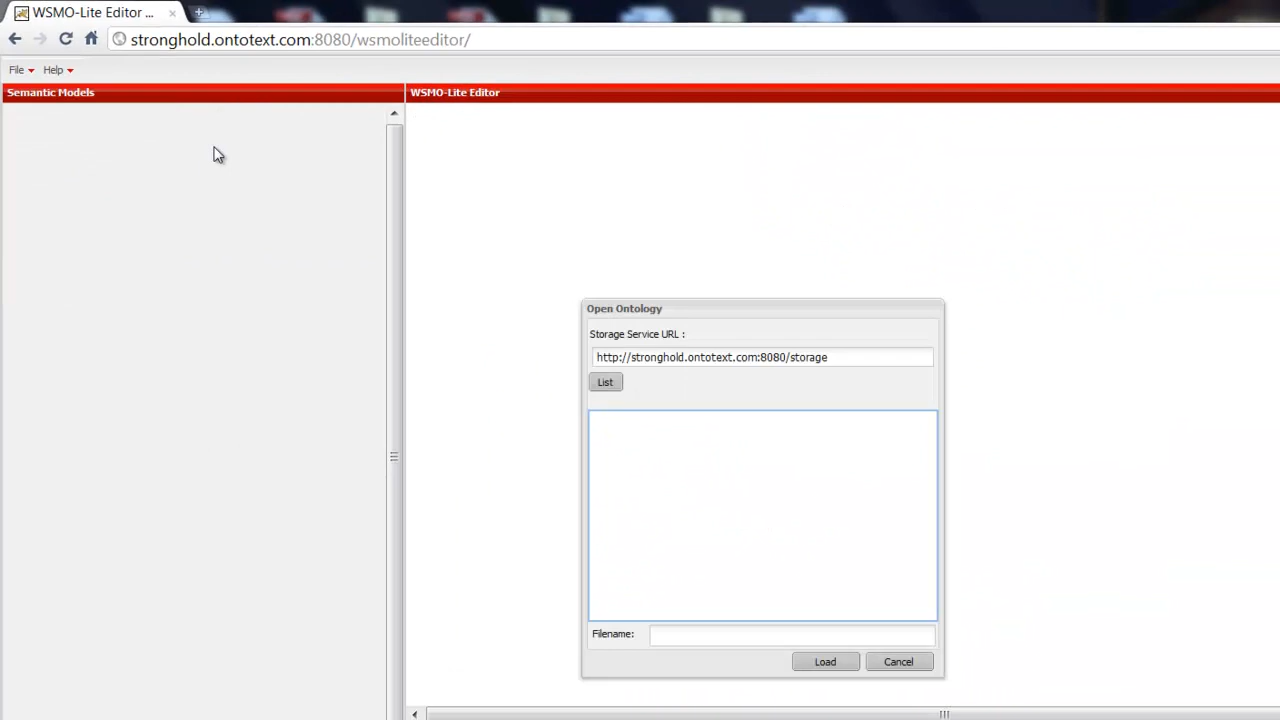 WSMO-Lite Editor ...
stronghold.ontotext.com:8080/wsmoliteeditor/
File Help
Semantic Models
WSMO-Lite Editor
Open Ontology
Storage Service URL :
http://stronghold.ontotext.com:8080/storage
List
Filename:
Load Cancel